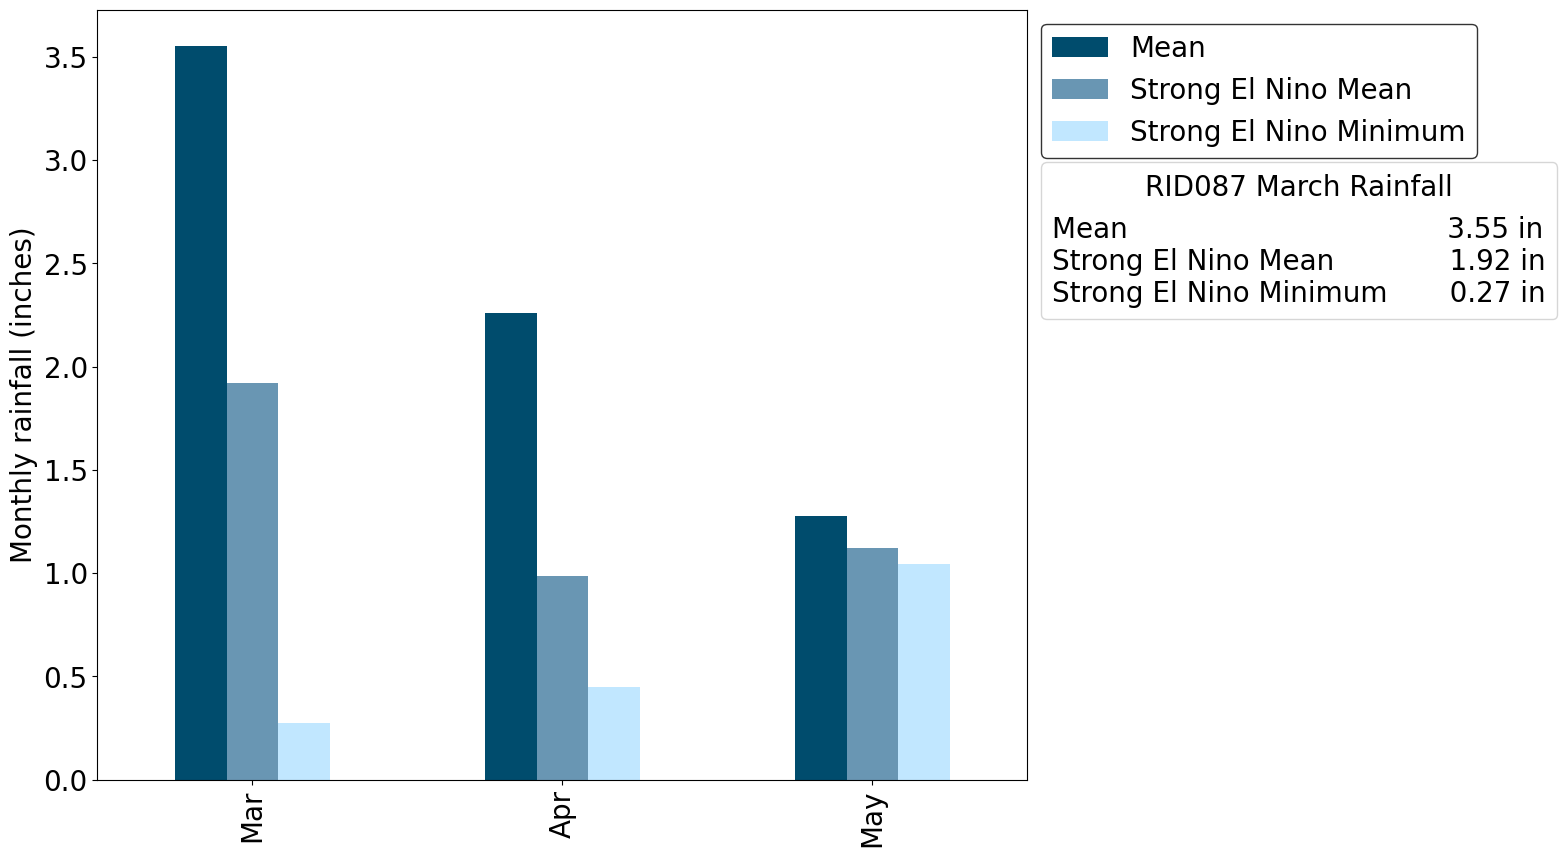 Monthly rainfall (inches)
3.5
3.0
2.5
2.0
1.5
1.0
0.5
0.0
Mar
Apr
May
Mean
Strong El Nino Mean
Strong El Nino Minimum
RID087 March Rainfall
Mean 3.55 in
Strong El Nino Mean 1.92 in
Strong El Nino Minimum 0.27 in